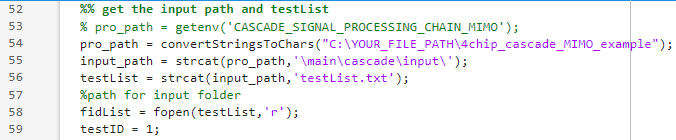 52 %% get the input path and testList
53 % pro_path = getenv('CASCADE_SIGNAL_PROCESSING_CHAIN_MIMO');
54 pro_path = convertStringsToChars("C:\YOUR_FILE_PATH\4chip_cascade_MIMO_example");
55 input_path = strcat(pro_path,'\main\cascade\input\');
56 testList = strcat(input_path,'testList.txt');
57 %path for input folder
58 fidList = fopen(testList,'r');
59 testID = 1;